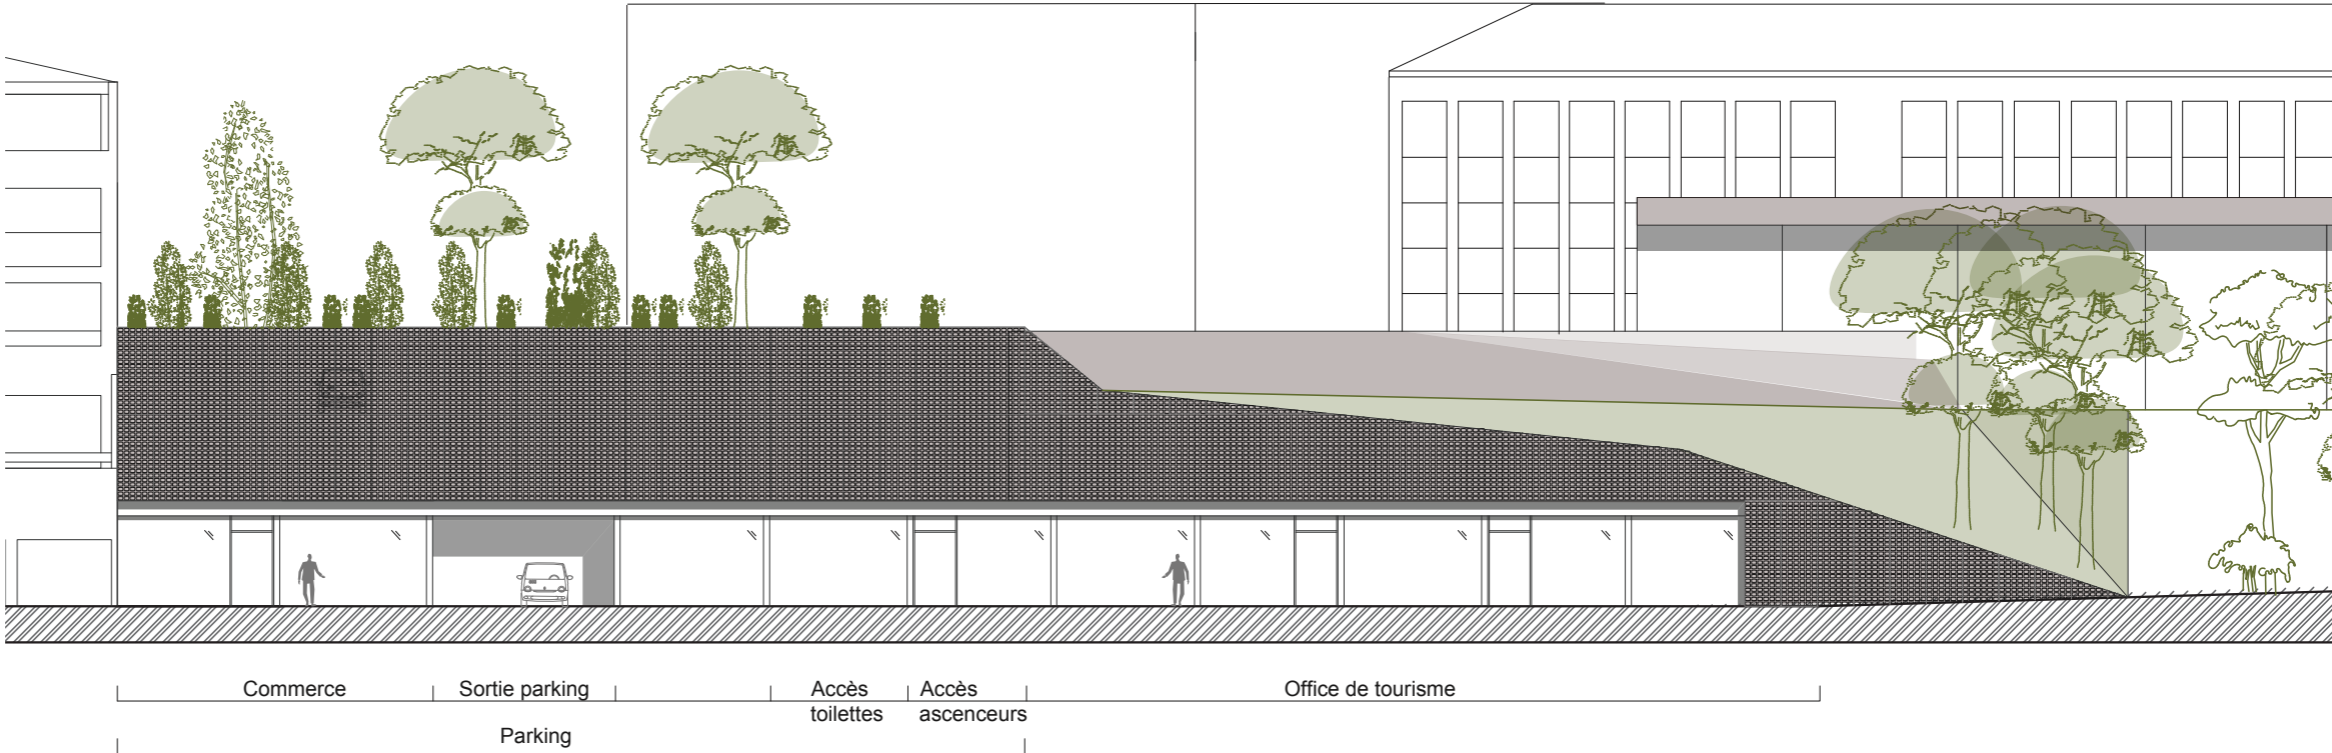 Commerce
Sortie parking
Accès
toilettes
Accès
ascenceurs
Office de tourisme
Parking